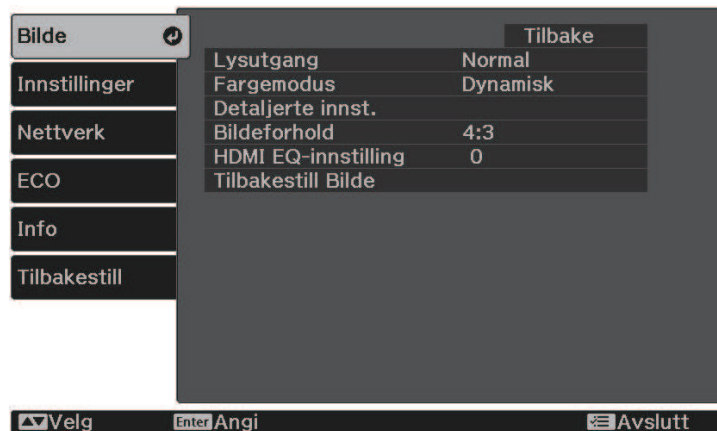 Bilde
Innstillinger
Nettverk
ECO
Info
Tilbakestill
Tilbake
Lysutgang Normal
Fargemodus Dynamisk
Detaljerte innst.
Bildeforhold 4:3
HDMI EQ-innstilling 0
Tilbakestill Bilde
Velg Enter Angi Avslutt